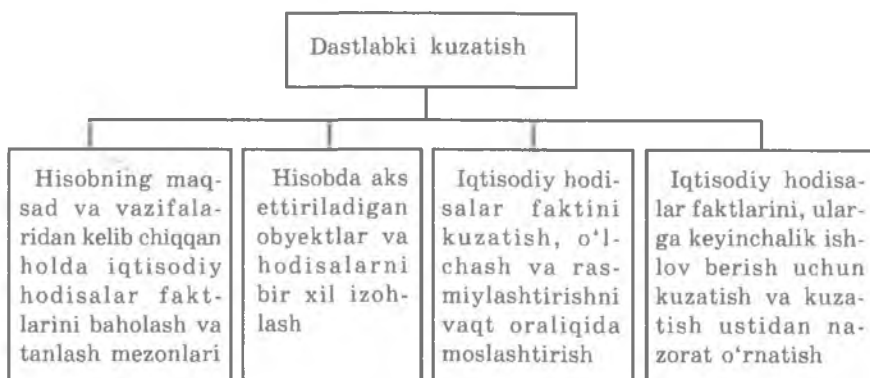 Dastlabki kuzatish
Hisobning maq-
sad va vazifala-
ridan kelib chiqqan
holda iqtisodiy
hodisalar fakt-
larini baholash va
tanlash mezonlari
Hisobda aks
ettiriladigan
obyektlar va
hodisalarni
bir xil izoh-
lash
Iqtisodiy hodi-
salar faktini
kuzatish, o‘l-
chash va ras-
miylashtirishni
vaqt oraliqida
moslashtirish
Iqtisodiy hodisa-
lar faktlarini, ular-
ga keyinchalik ish-
lov berish uchun
kuzatish va kuza-
tish ustidan na-
zorat o‘rnatish